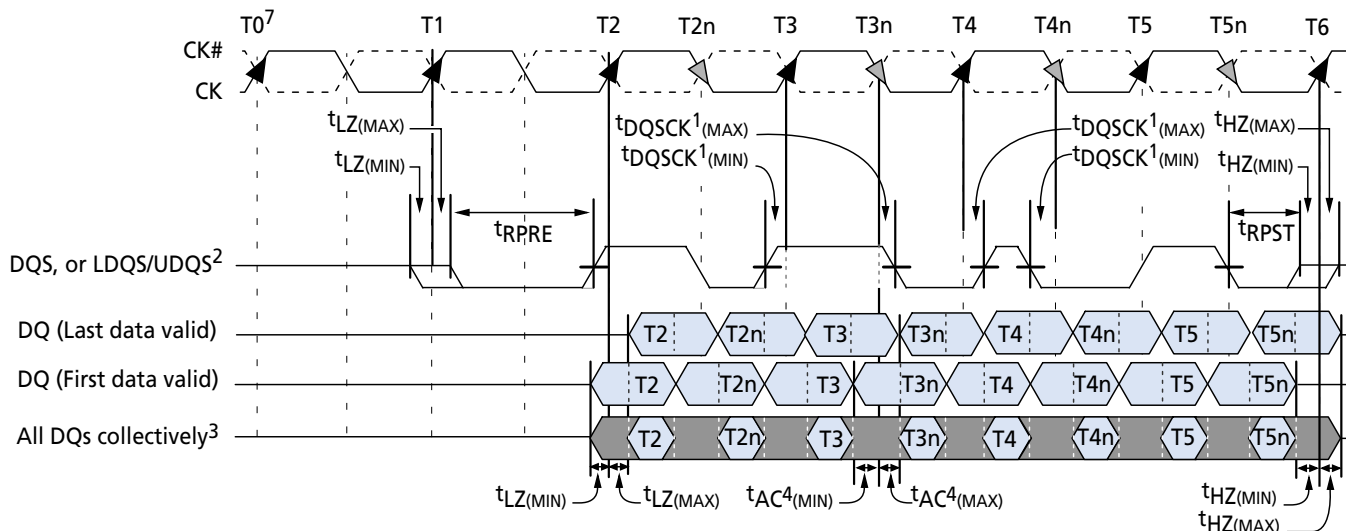 T0⁷ T1 T2 T2n T3 T3n T4 T4n T5 T5n T6
CK#
CK
tLZ(MAX) tDQSCK¹(MAX) tDQSCK¹(MAX) tHZ(MAX)
tLZ(MIN) tDQSCK¹(MIN) tDQSCK¹(MIN) tHZ(MIN)
tRPRE tRPST
DQS, or LDQS/UDQS²
DQ (Last data valid) T2 T2n T3 T3n T4 T4n T5 T5n
DQ (First data valid) T2 T2n T3 T3n T4 T4n T5 T5n
All DQs collectively³ T2 T2n T3 T3n T4 T4n T5 T5n
tLZ(MIN) tLZ(MAX) tAC⁴(MIN) tAC⁴(MAX) tHZ(MIN)
tHZ(MAX)